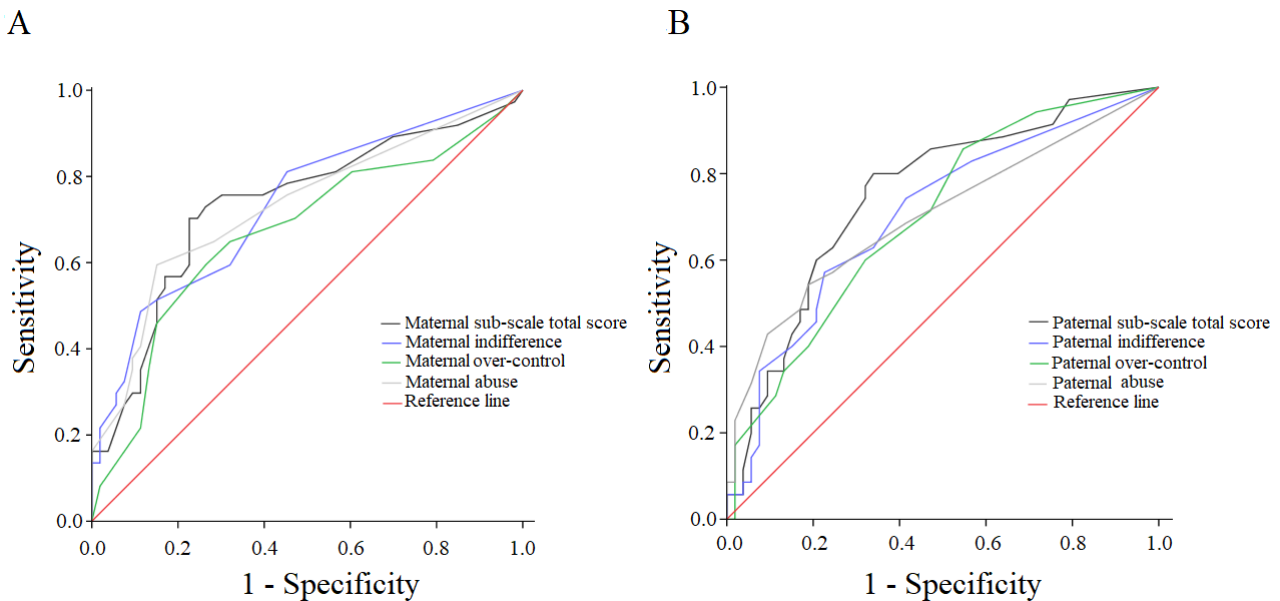 A
B
1.0
0.8
0.6
0.4
0.2
0.0
Sensitivity
Maternal sub-scale total score
Maternal indifference
Maternal over-control
Maternal abuse
Reference line
0.0 0.2 0.4 0.6 0.8 1.0
1 - Specificity
1.0
0.8
0.6
0.4
0.2
0.0
Sensitivity
Paternal sub-scale total score
Paternal indifference
Paternal over-control
Paternal abuse
Reference line
0.0 0.2 0.4 0.6 0.8 1.0
1 - Specificity